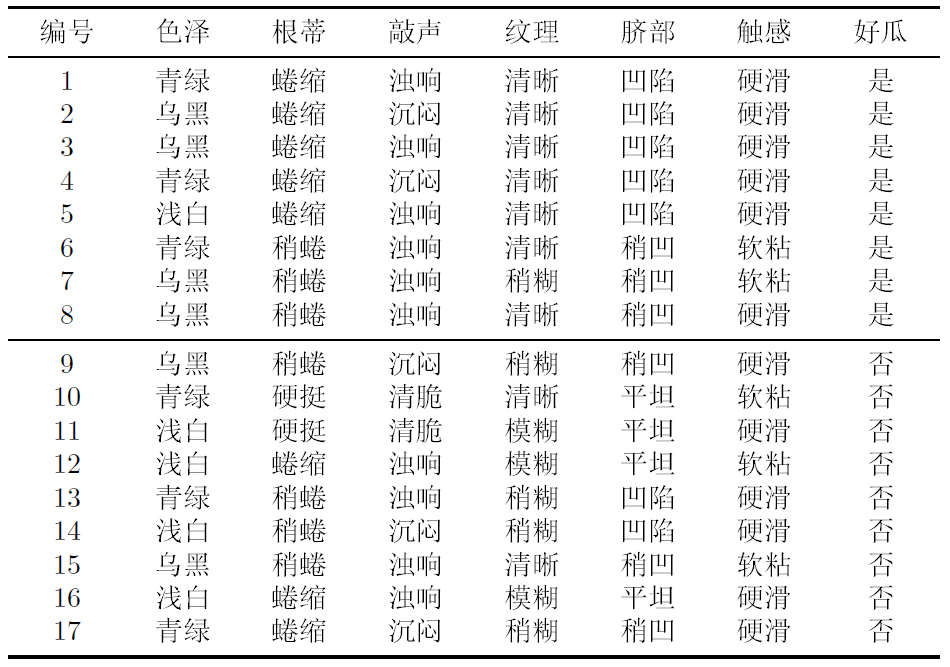 编号 色泽 根蒂 敲声 纹理 脐部 触感 好瓜
1 青绿 蜷缩 浊响 清晰 凹陷 硬滑 是
2 乌黑 蜷缩 沉闷 清晰 凹陷 硬滑 是
3 乌黑 蜷缩 浊响 清晰 凹陷 硬滑 是
4 青绿 蜷缩 沉闷 清晰 凹陷 硬滑 是
5 浅白 蜷缩 浊响 清晰 凹陷 硬滑 是
6 青绿 稍蜷 浊响 清晰 稍凹 软粘 是
7 乌黑 稍蜷 浊响 稍糊 稍凹 软粘 是
8 乌黑 稍蜷 浊响 清晰 稍凹 硬滑 是
9 乌黑 稍蜷 沉闷 稍糊 稍凹 硬滑 否
10 青绿 硬挺 清脆 清晰 平坦 软粘 否
11 浅白 硬挺 清脆 模糊 平坦 硬滑 否
12 浅白 蜷缩 浊响 模糊 平坦 软粘 否
13 青绿 稍蜷 浊响 稍糊 凹陷 硬滑 否
14 浅白 稍蜷 沉闷 稍糊 凹陷 硬滑 否
15 乌黑 稍蜷 浊响 清晰 稍凹 软粘 否
16 浅白 蜷缩 浊响 模糊 平坦 硬滑 否
17 青绿 蜷缩 沉闷 稍糊 稍凹 硬滑 否